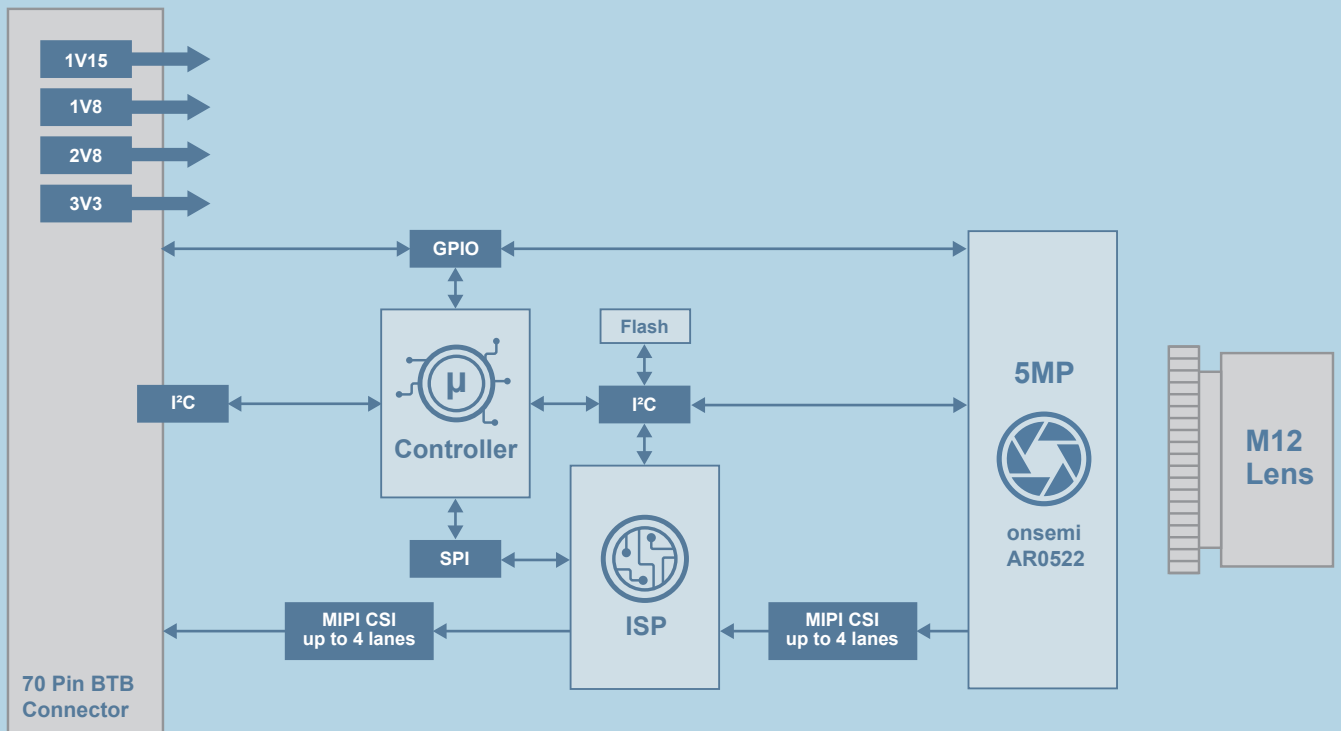 1V15
1V8
2V8
3V3
GPIO
Flash
I²C
µ
Controller
I²C
5MP
onsemi
AR0522
M12
Lens
SPI
ISP
MIPI CSI
up to 4 lanes
MIPI CSI
up to 4 lanes
70 Pin BTB
Connector